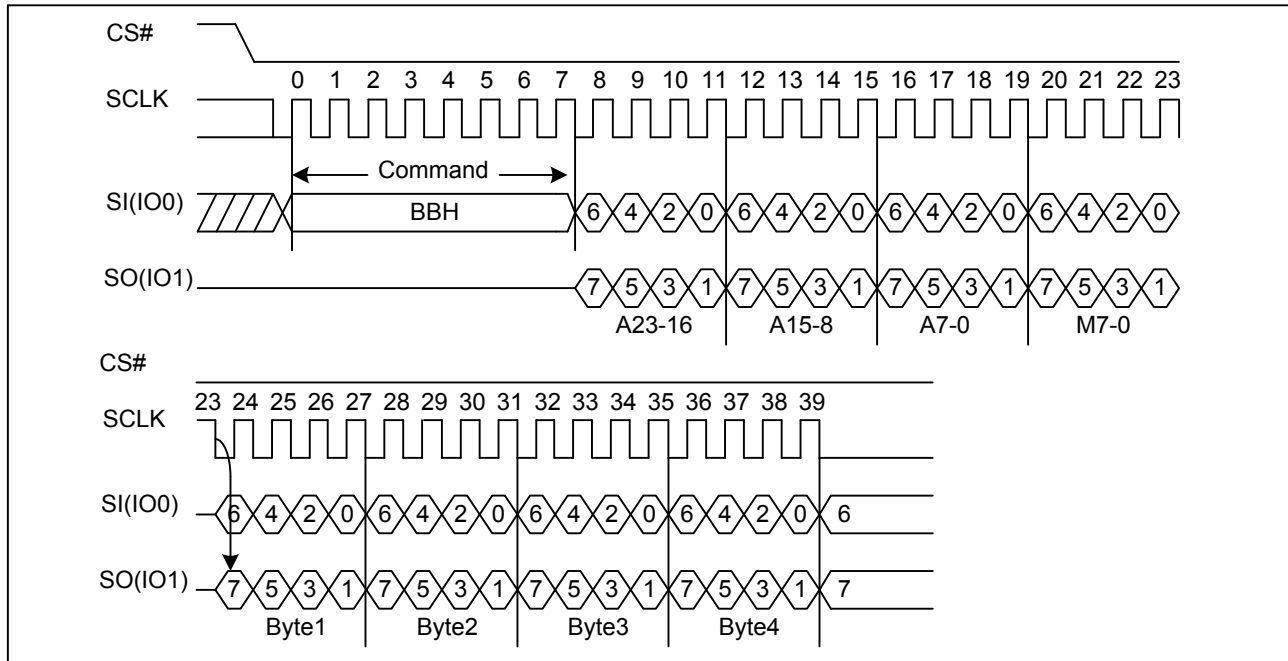 CS#
0 1 2 3 4 5 6 7 8 9 10 11 12 13 14 15 16 17 18 19 20 21 22 23
SCLK
Command
SI(IO0) BBH 6 4 2 0 6 4 2 0 6 4 2 0 6 4 2 0
SO(IO1) 7 5 3 1 7 5 3 1 7 5 3 1 7 5 3 1
A23-16 A15-8 A7-0 M7-0
CS#
23 24 25 26 27 28 29 30 31 32 33 34 35 36 37 38 39
SCLK
SI(IO0) 6 4 2 0 6 4 2 0 6 4 2 0 6 4 2 0 6
SO(IO1) 7 5 3 1 7 5 3 1 7 5 3 1 7 5 3 1 7
Byte1 Byte2 Byte3 Byte4